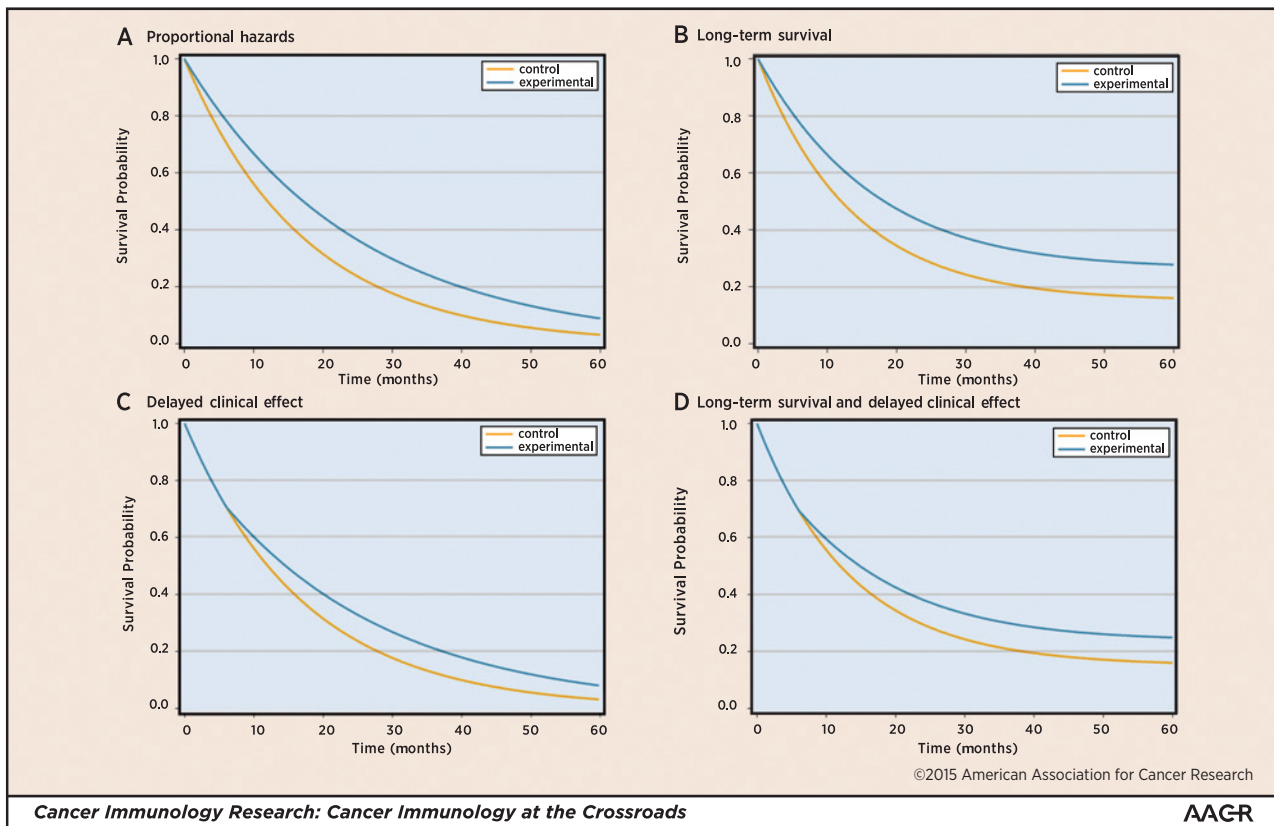 A Proportional hazards
1.0
0.8
0.6
0.4
0.2
0.0
Survival Probability
control
experimental
0 10 20 30 40 50 60
Time (months)
B Long-term survival
1.0
0.8
0.6
0.4
0.2
0.0
Survival Probability
control
experimental
0 10 20 30 40 50 60
Time (months)
C Delayed clinical effect
1.0
0.8
0.6
0.4
0.2
0.0
Survival Probability
control
experimental
0 10 20 30 40 50 60
Time (months)
D Long-term survival and delayed clinical effect
1.0
0.8
0.6
0.4
0.2
0.0
Survival Probability
control
experimental
0 10 20 30 40 50 60
Time (months)
©2015 American Association for Cancer Research
Cancer Immunology Research: Cancer Immunology at the Crossroads
AACR